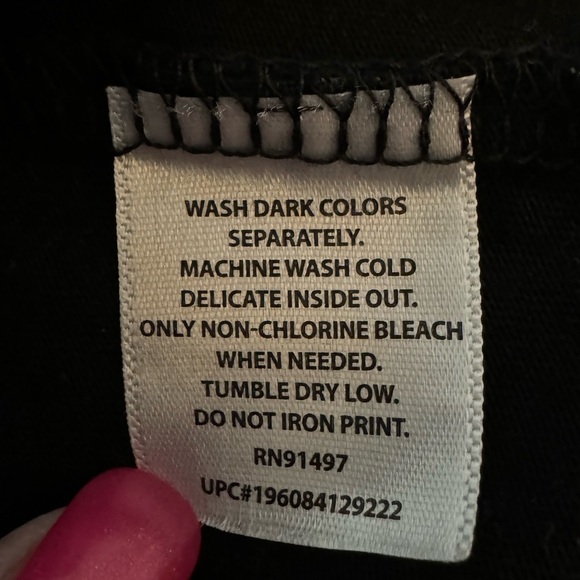 WASH DARK COLORS
SEPARATELY.
MACHINE WASH COLD
DELICATE INSIDE OUT.
ONLY NON-CHLORINE BLEACH
WHEN NEEDED.
TUMBLE DRY LOW.
DO NOT IRON PRINT.
RN91497
UPC#196084129222